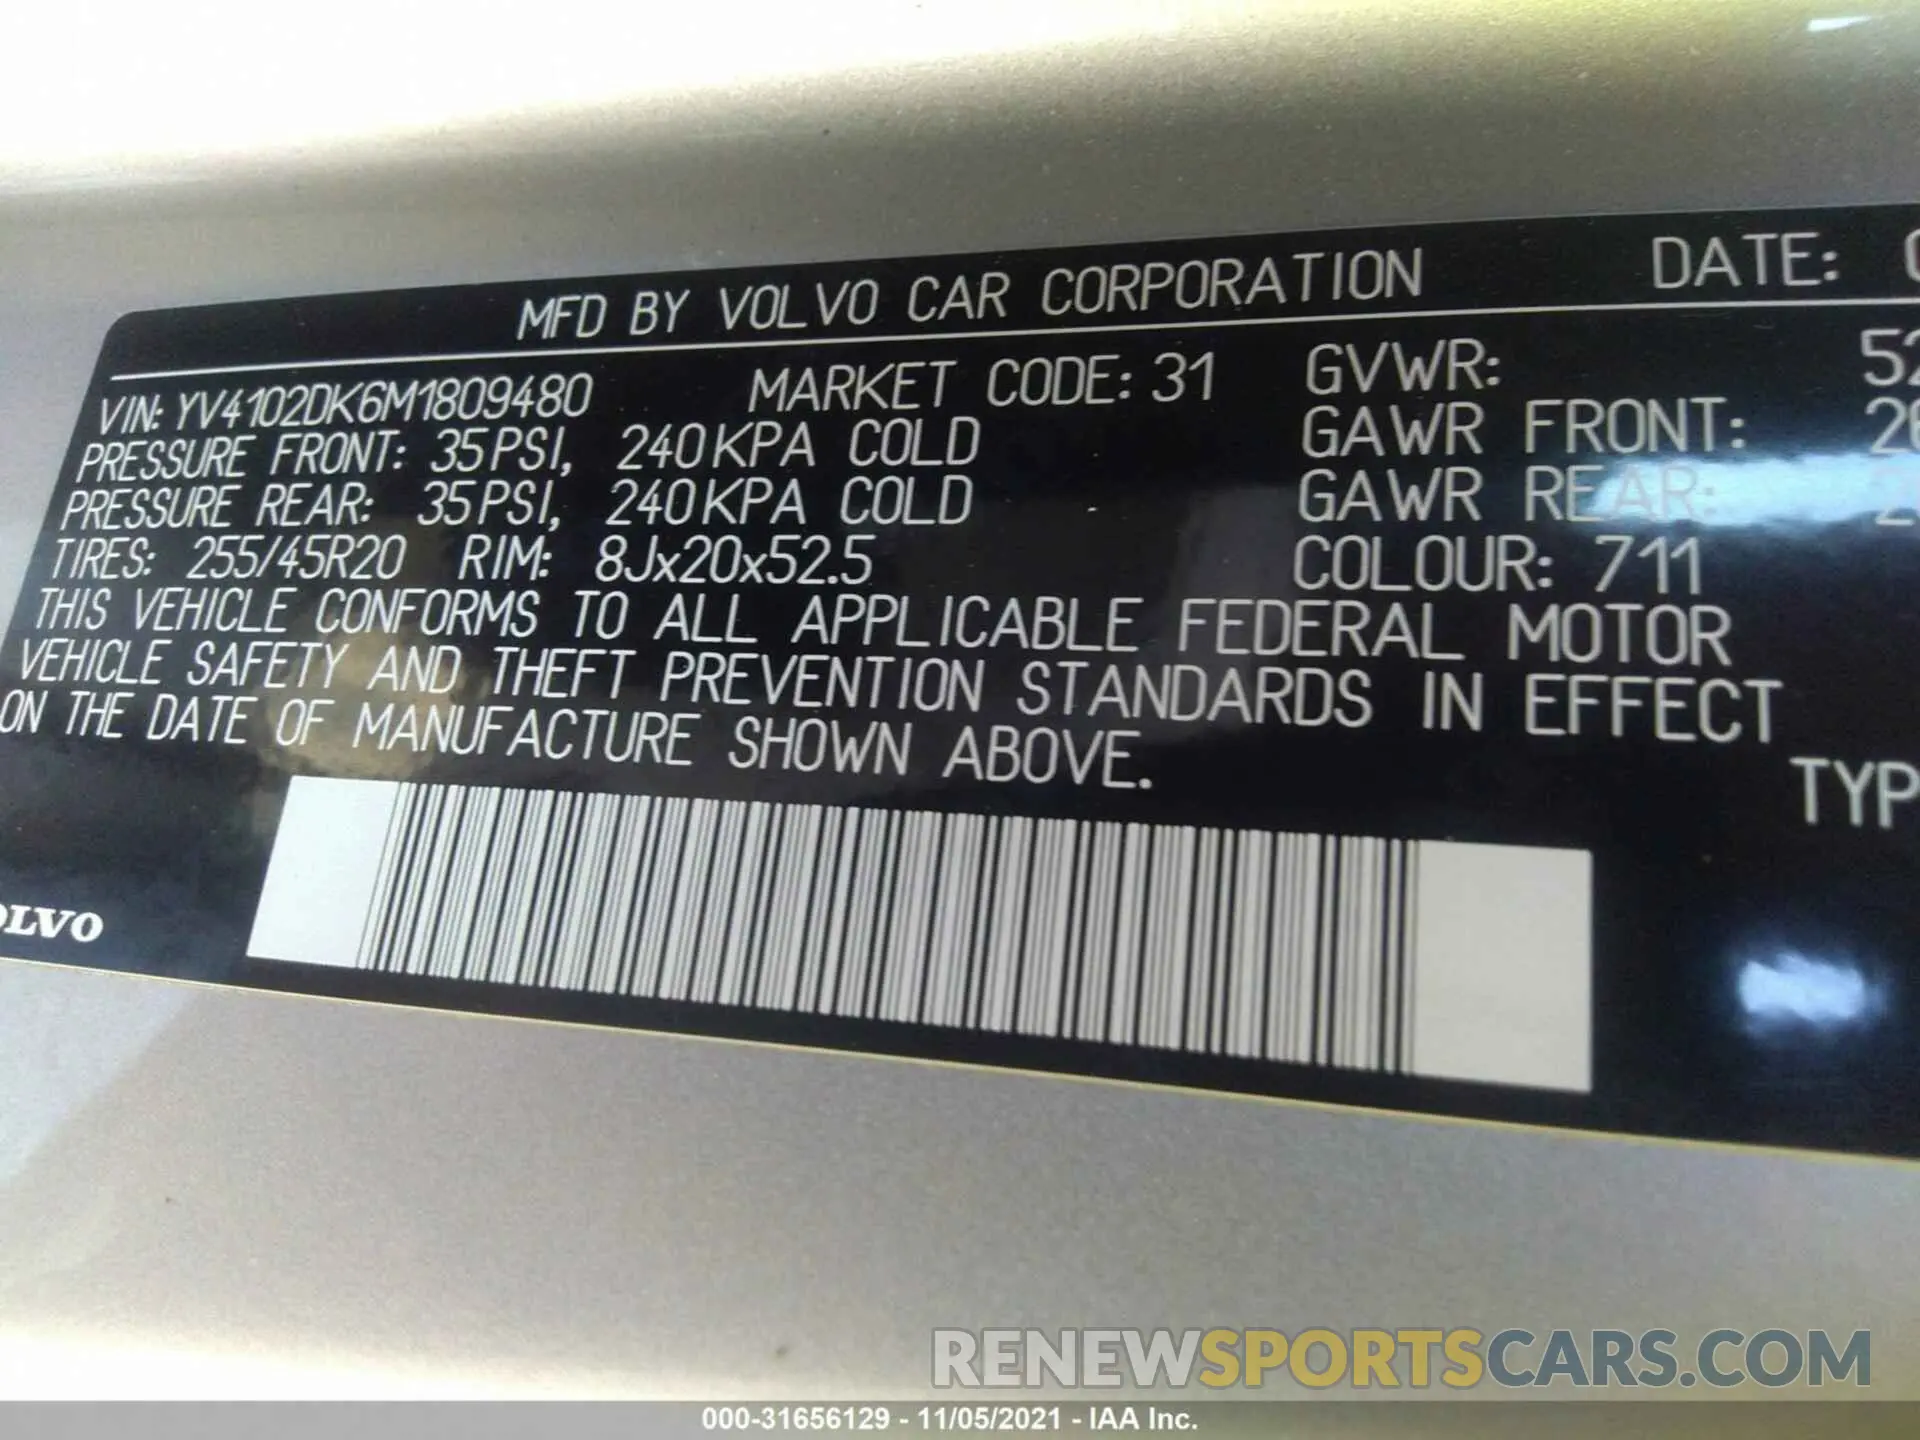 MFD BY VOLVO CAR CORPORATION DATE:
VIN: YV4102DK6M1809480 MARKET CODE: 31 GVWR:
PRESSURE FRONT: 35PSI, 240KPA COLD GAWR FRONT:
PRESSURE REAR: 35PSI, 240KPA COLD GAWR REAR:
TIRES: 255/45R20 RIM: 8Jx20x52.5 COLOUR: 711
THIS VEHICLE CONFORMS TO ALL APPLICABLE FEDERAL MOTOR
VEHICLE SAFETY AND THEFT PREVENTION STANDARDS IN EFFECT
ON THE DATE OF MANUFACTURE SHOWN ABOVE.
TYP
OLVO
RENEWSPORTSCARS.COM
000-31656129 - 11/05/2021 - IAA Inc.